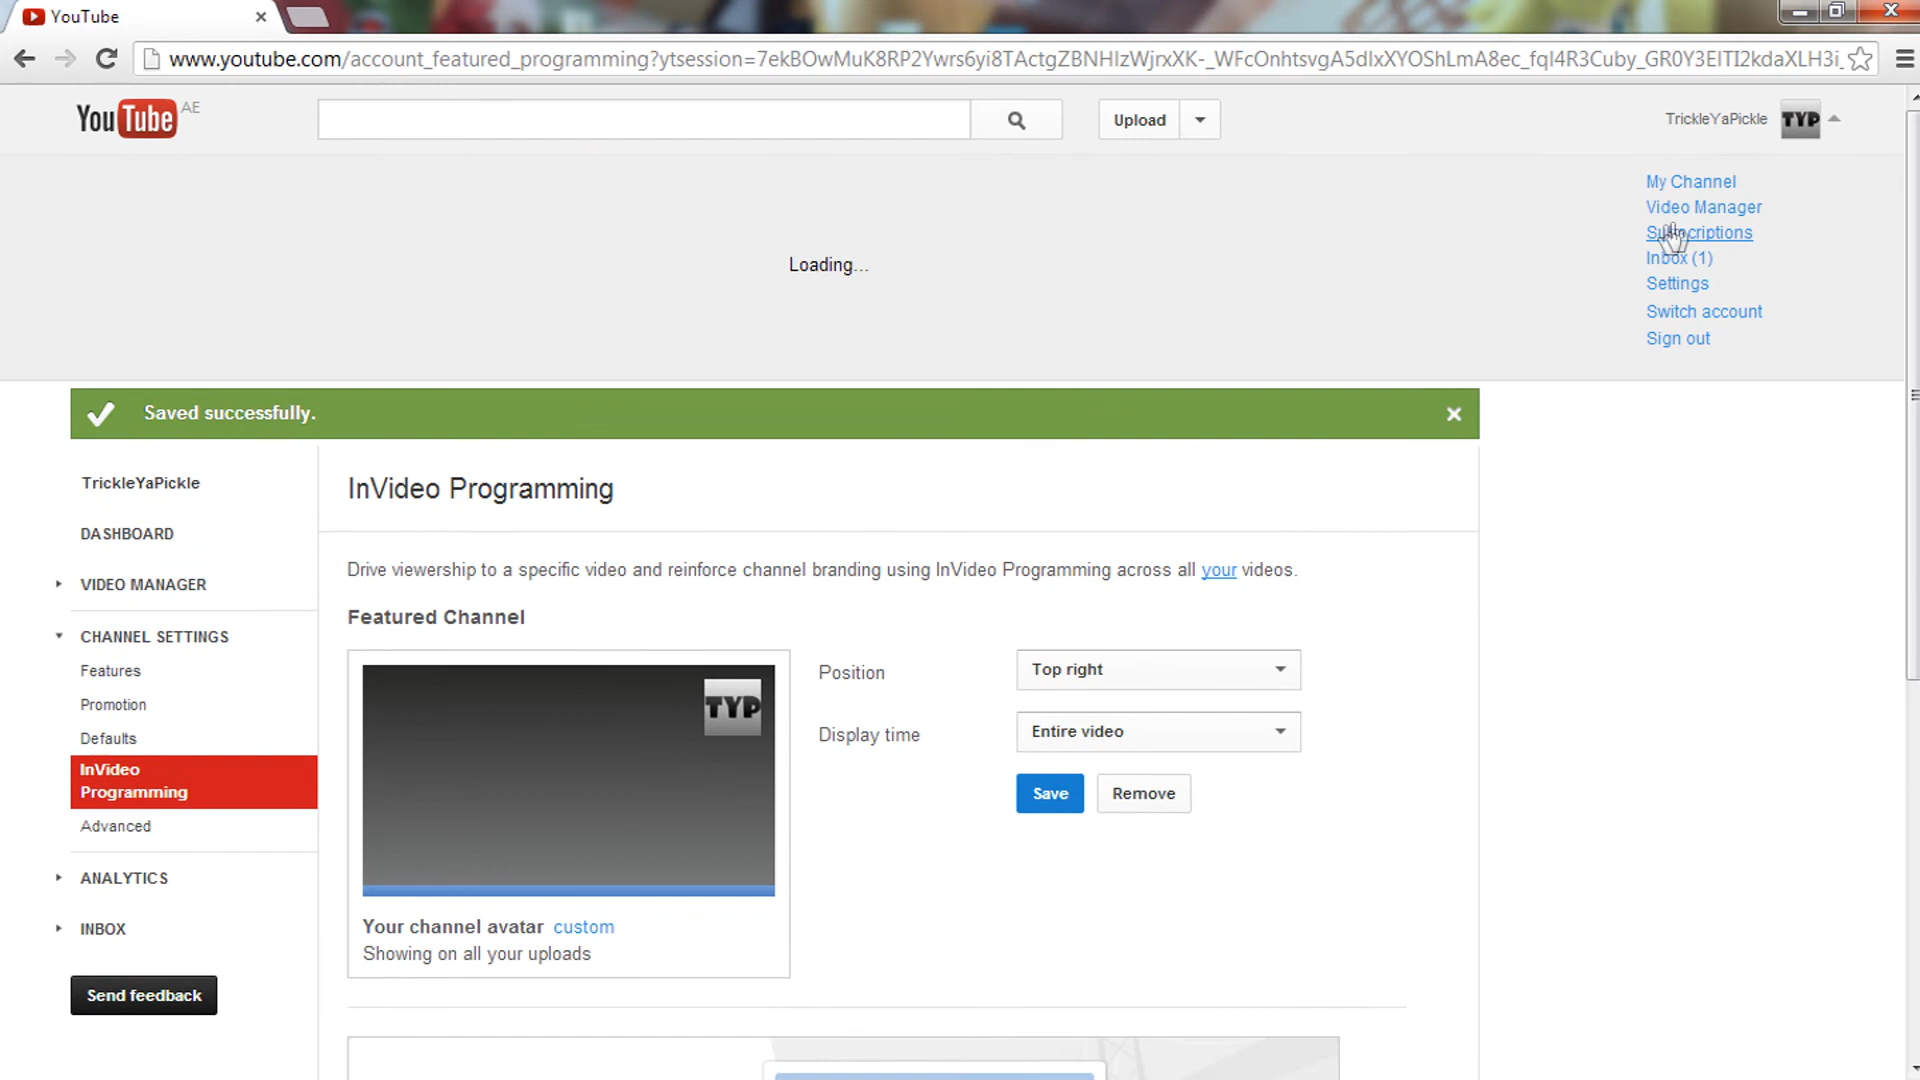 YouTube
www.youtube.com/account_featured_programming?ytsession=
YouTube AE
Upload
TrickleYaPickle
TYP
My Channel
Video Manager
Subscriptions
Loading...
Inbox (1)
Settings
Switch account
Sign out
Saved successfully.
TrickleYaPickle
InVideo Programming
DASHBOARD
Drive viewership to a specific video and reinforce channel branding using InVideo Programming across all your videos.
VIDEO MANAGER
Featured Channel
CHANNEL SETTINGS
Features
Promotion
Defaults
InVideo
Programming
Advanced
ANALYTICS
INBOX
Send feedback
TYP
Position
Top right
Display time
Entire video
Save
Remove
Your channel avatar custom
Showing on all your uploads